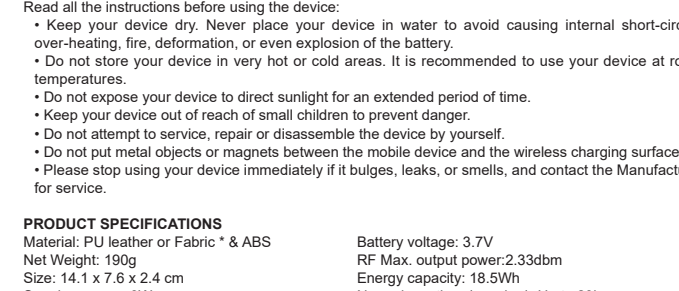 Read all the instructions before using the device:
• Keep your device dry. Never place your device in water to avoid causing internal
over-heating, fire, deformation, or even explosion of the battery.
• Do not store your device in very hot or cold areas. It is recommended to use your device at
temperatures.
• Do not expose your device to direct sunlight for an extended period of time.
• Keep your device out of reach of small children to prevent danger.
• Do not attempt to service, repair or disassemble the device by yourself.
• Do not put metal objects or magnets between the mobile device and the wireless charging surface
• Please stop using your device immediately if it bulges, leaks, or smells, and contact the
for service.
PRODUCT SPECIFICATIONS
Material: PU leather or Fabric * & ABS
Net Weight: 190g
Size: 14.1 x 7.6 x 2.4 cm
Battery voltage: 3.7V
RF Max. output power:2.33dbm
Energy capacity: 18.5Wh